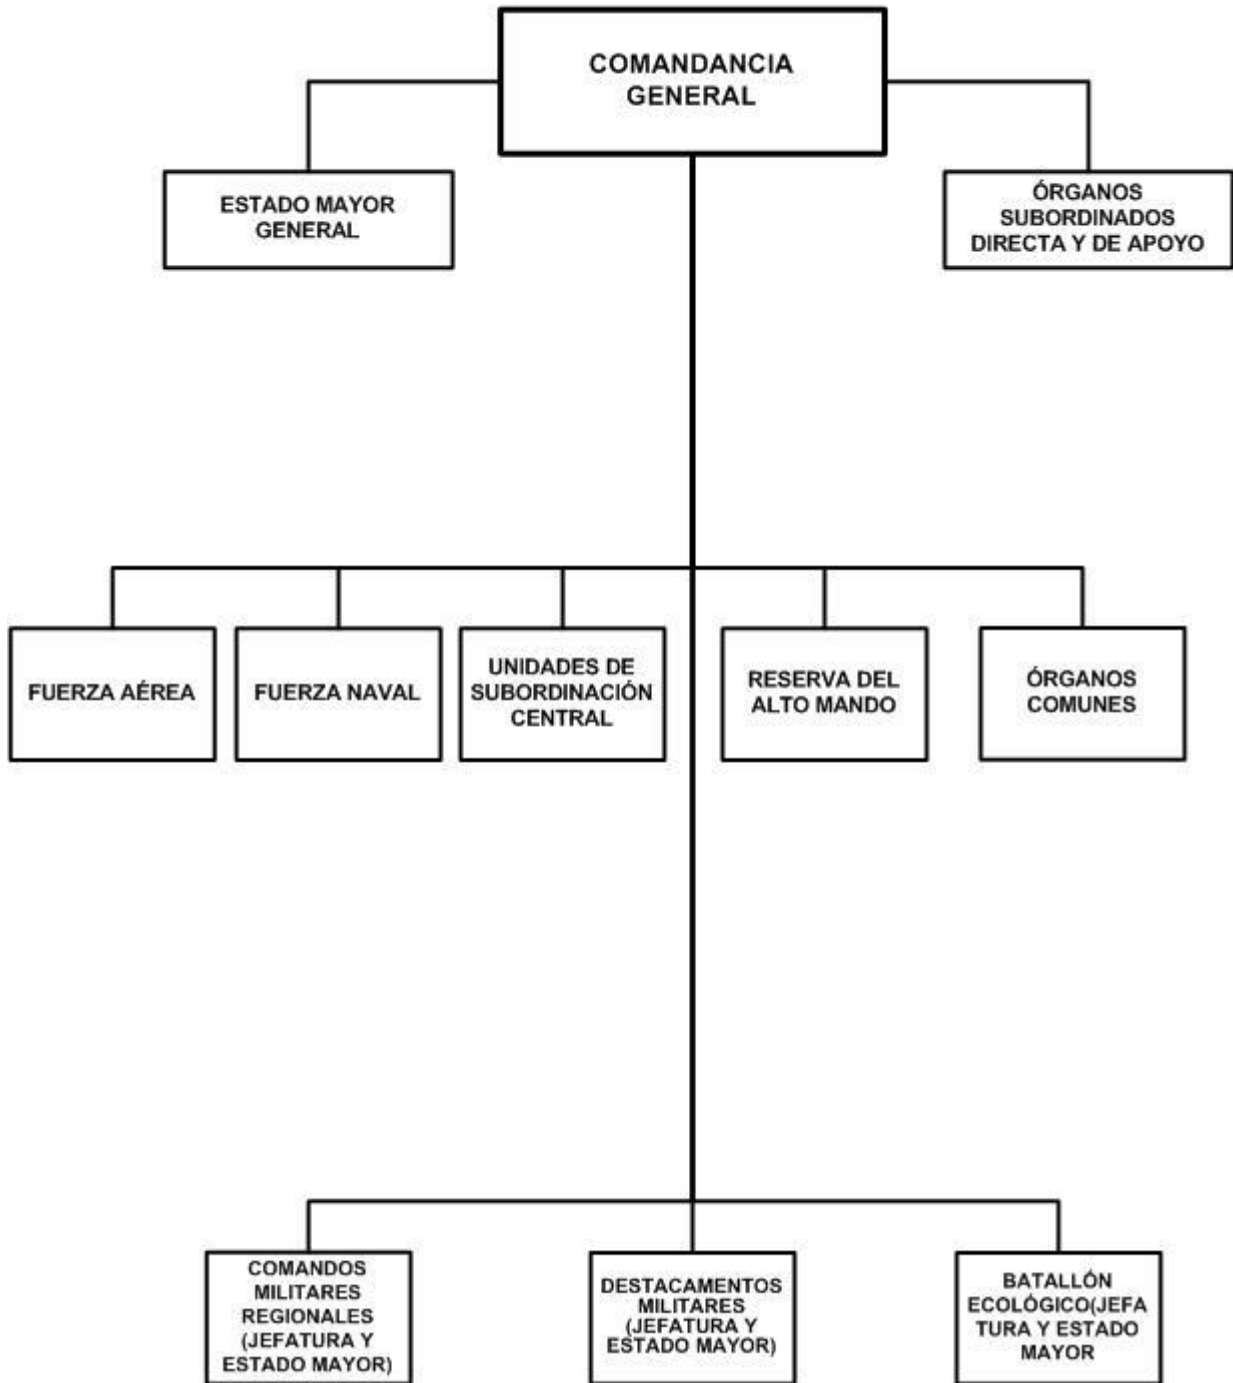 COMANDANCIA
GENERAL
ESTADO MAYOR
GENERAL
ÓRGANOS
SUBORDINADOS
DIRECTA Y DE APOYO
FUERZA AÉREA
FUERZA NAVAL
UNIDADES DE
SUBORDINACIÓN
CENTRAL
RESERVA DEL
ALTO MANDO
ÓRGANOS
COMUNES
COMANDOS
MILITARES
REGIONALES
(JEFATURA Y
ESTADO MAYOR)
DESTACAMENTOS
MILITARES
(JEFATURA Y
ESTADO MAYOR)
BATALLÓN
ECOLÓGICO(JEFA
TURA Y ESTADO
MAYOR